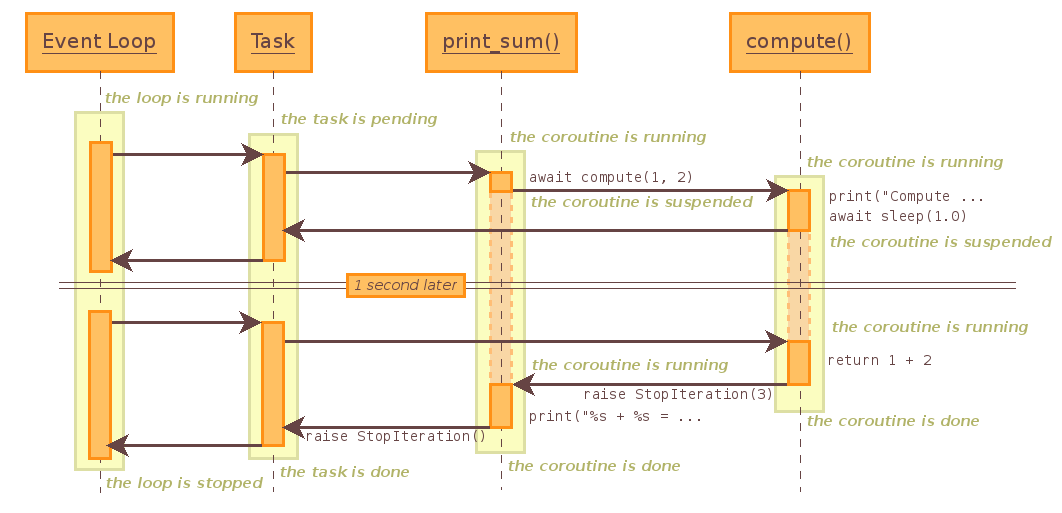 Event Loop
Task
print_sum()
compute()
the loop is running
the task is pending
the coroutine is running
the coroutine is running
await compute(1, 2)
print("Compute ...
the coroutine is suspended
await sleep(1.0)
the coroutine is suspended
1 second later
the coroutine is running
the coroutine is running
return 1 + 2
raise StopIteration(3)
print("%s + %s = ...
the coroutine is done
raise StopIteration()
the coroutine is done
the task is done
the loop is stopped